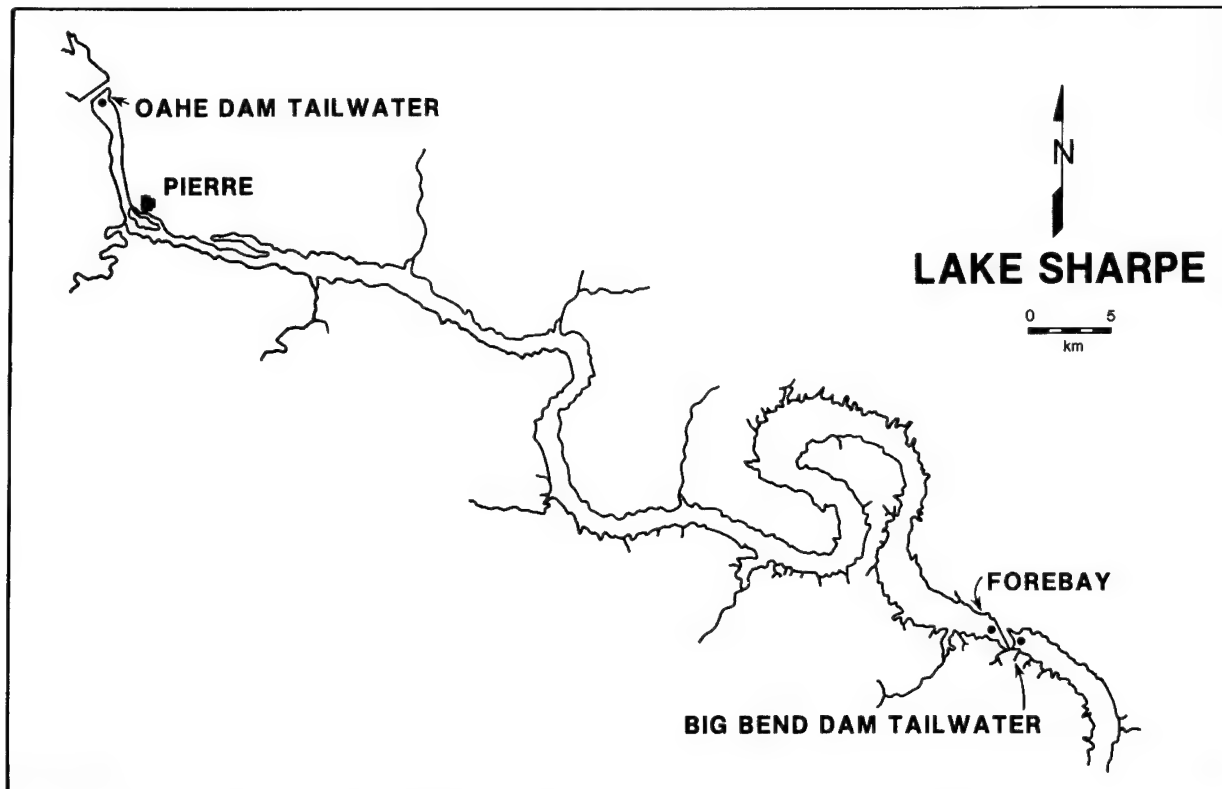 OAHE DAM TAILWATER
PIERRE
N
LAKE SHARPE
0 5
km
FOREBAY
BIG BEND DAM TAILWATER